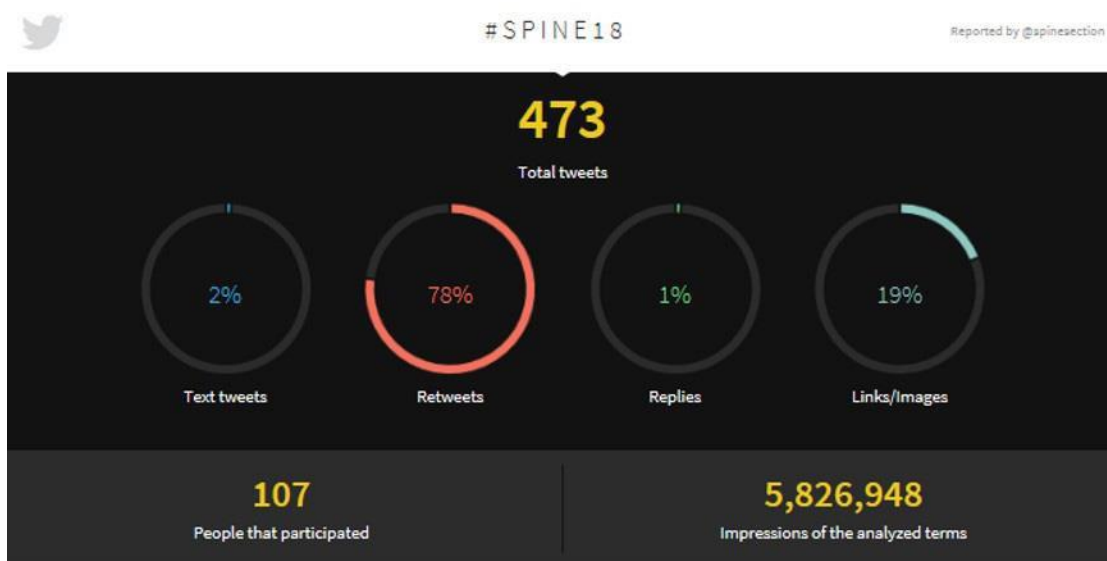 #SPINE18
Reported by @spinesection
473
Total tweets
2%
78%
1%
19%
Text tweets
Retweets
Replies
Links/Images
107
5,826,948
People that participated
Impressions of the analyzed terms